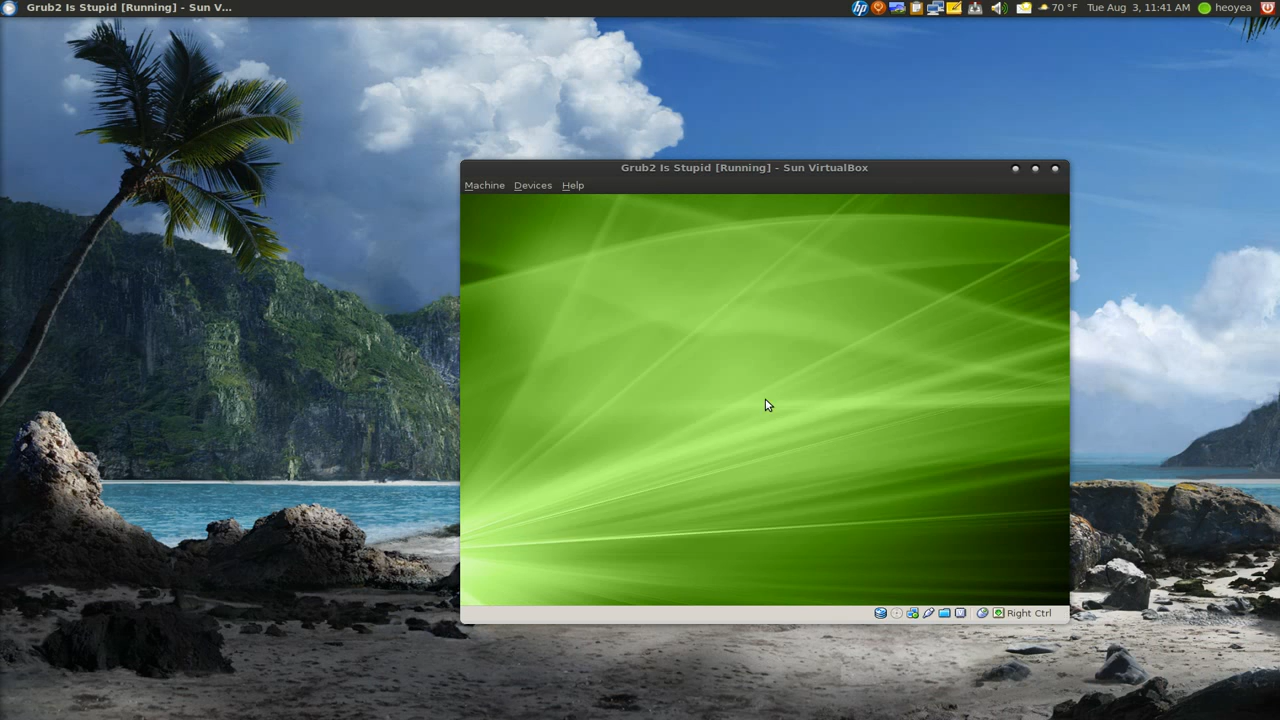 Grub2 Is Stupid [Running] - Sun V...
hp
70 °F
Tue Aug 3, 11:41 AM
heoyea
Grub2 Is Stupid [Running] - Sun VirtualBox
Machine Devices Help
Right Ctrl